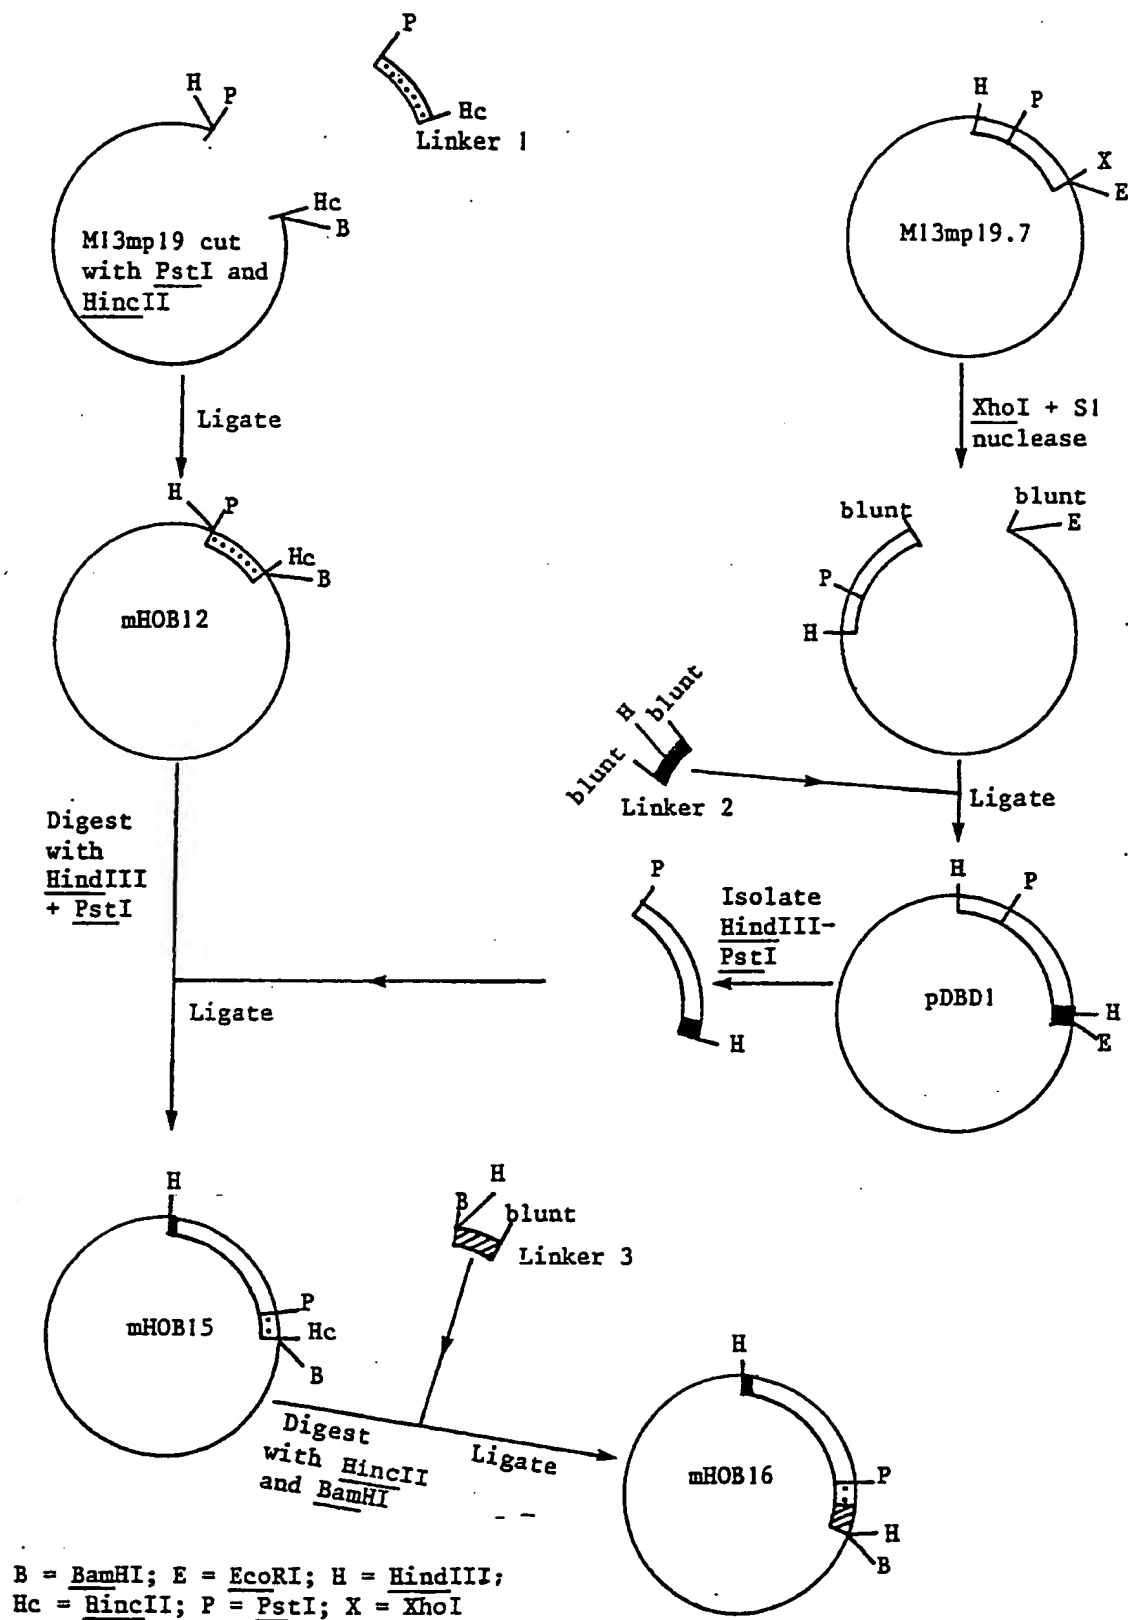 P
H
P
Hc
Linker 1
Hc
B
M13mp19 cut
with PstI and
HincII
H
P
X
E
M13mp19.7
Ligate
XhoI + S1
nuclease
H
P
Hc
B
mHOB12
blunt
blunt
E
P
H
H
blunt
blunt
Linker 2
Ligate
Digest
with
HindIII
+ PstI
P
Isolate
HindIII-
PstI
H
H
P
pDBD1
H
E
Ligate
H
mHOB15
P
Hc
B
B
H
blunt
Linker 3
Digest
with HincII
and BamHI
Ligate
H
mHOB16
P
H
B
B = BamHI; E = EcoRI; H = HindIII;
Hc = HincII; P = PstI; X = XhoI